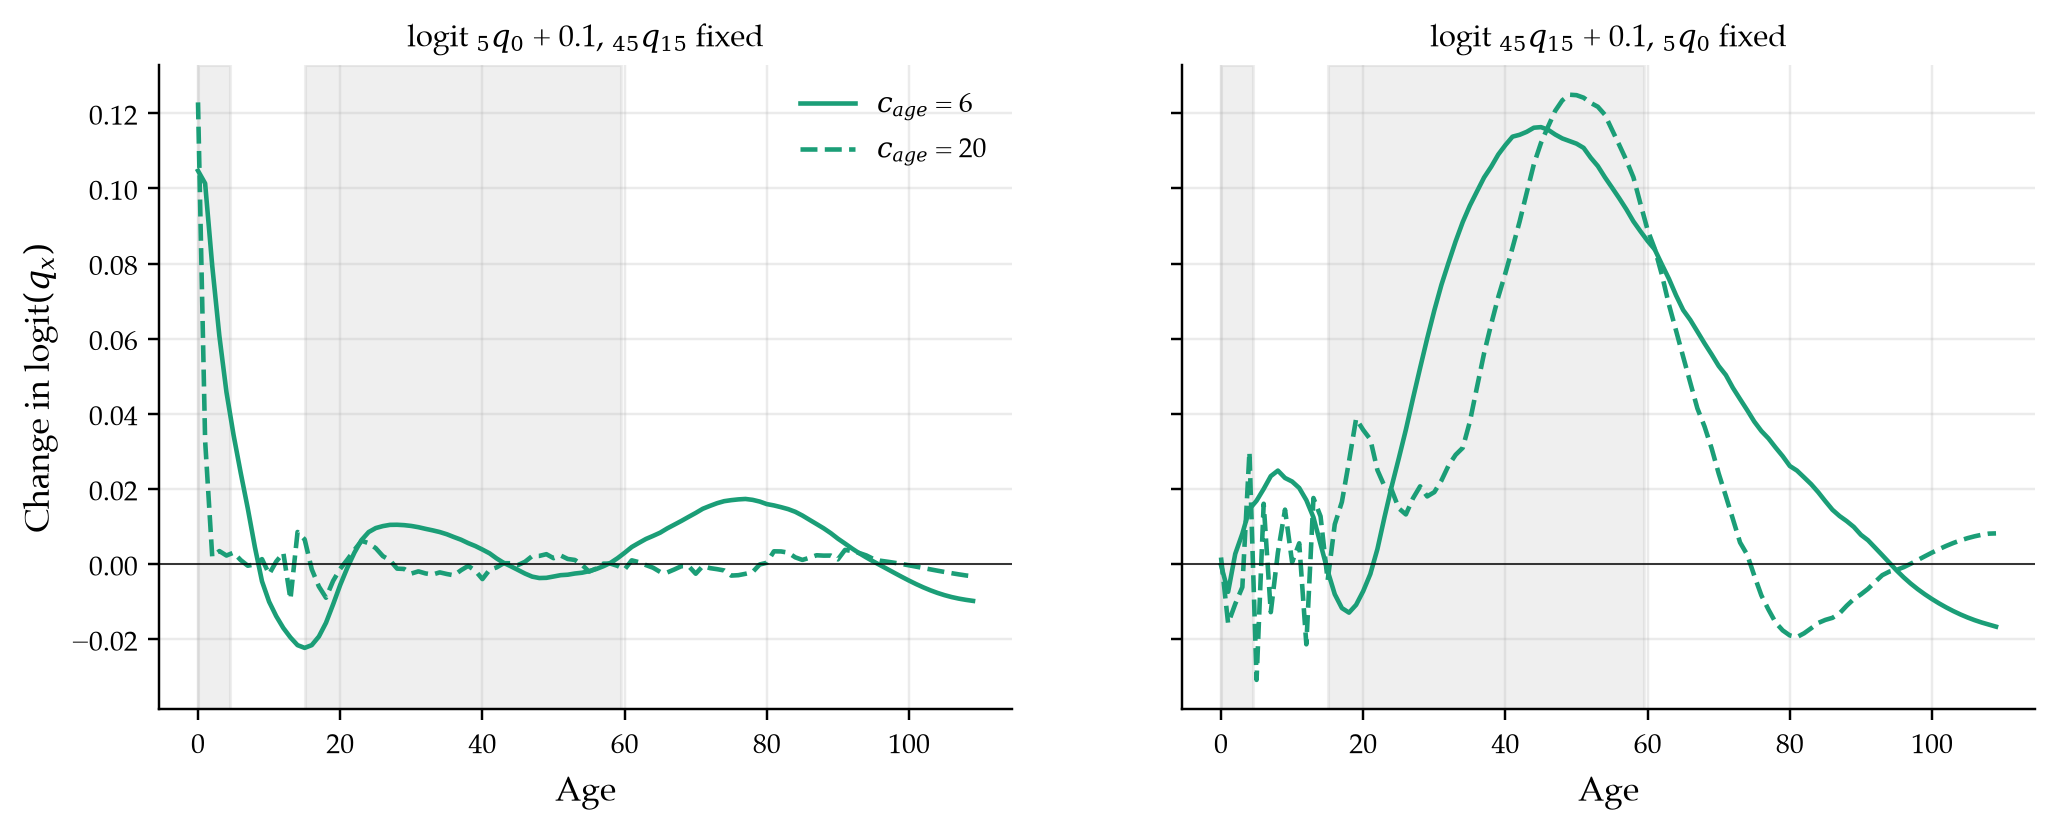 logit ₅q₀ + 0.1, ₄₅q₁₅ fixed
c_age = 6
c_age = 20
Change in logit(qₓ)
0.12
0.10
0.08
0.06
0.04
0.02
0.00
−0.02
0 20 40 60 80 100
Age
logit ₄₅q₁₅ + 0.1, ₅q₀ fixed
0 20 40 60 80 100
Age